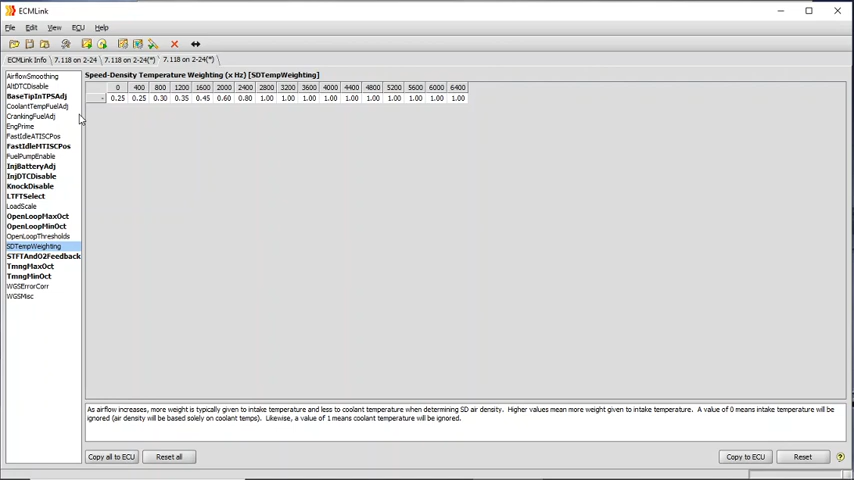 ECMLink
File Edit View ECU Help
ECMLink Info 7.118 on 2-24 7.118 on 2-24(*) 7.118 on 2-24(*)
AirflowSmoothing
AltDTCDisable
BaseTipInTPSAdj
CoolantTempFuelAdj
CrankingFuelAdj
EngPrime
FastIdleATISCPos
FastIdleMTISCPos
FuelPumpEnable
InjBatteryAdj
InjDTCDisable
KnockDisable
LTFTSelect
LoadScale
OpenLoopMaxOct
OpenLoopMinOct
OpenLoopThresholds
SDTempWeighting
STFTAndO2Feedback
TmngMaxOct
TmngMinOct
WGSErrorCorr
WGSMisc
Speed-Density Temperature Weighting (x Hz) [SDTempWeighting]
0 400 800 1200 1600 2000 2400 2800 3200 3600 4000 4400 4800 5200 5600 6000 6400
- 0.25 0.25 0.30 0.35 0.45 0.60 0.80 1.00 1.00 1.00 1.00 1.00 1.00 1.00 1.00 1.00 1.00
As airflow increases, more weight is typically given to intake temperature and less to coolant temperature when determining SD air density. Higher values mean more weight given to intake temperature. A value of 0 means intake temperature will be
ignored (air density will be based solely on coolant temps). Likewise, a value of 1 means coolant temperature will be ignored.
Copy all to ECU Reset all Copy to ECU Reset